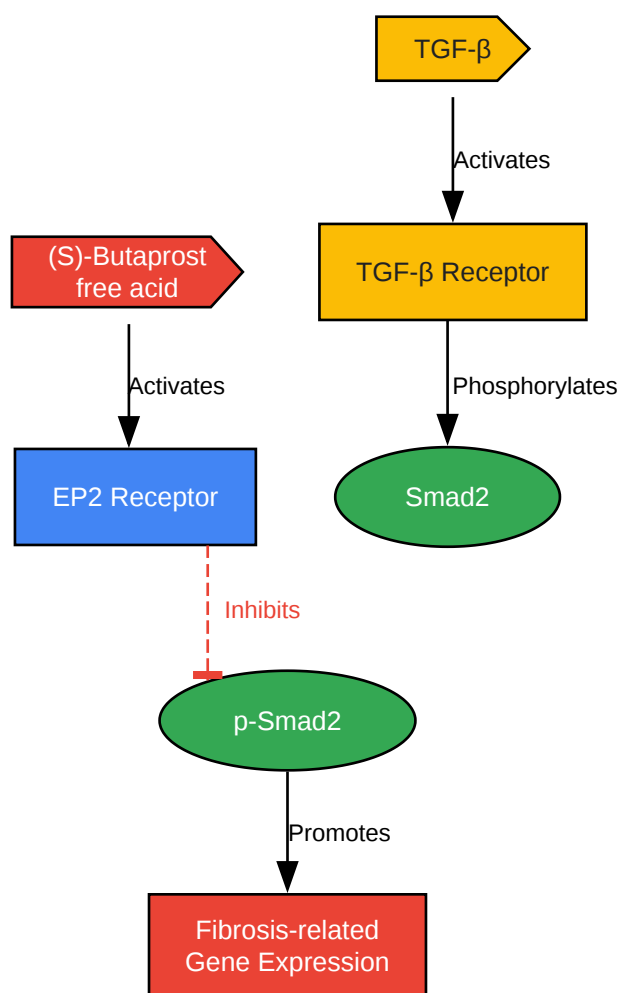 TGF-β
Activates
(S)-Butaprost
free acid
TGF-β Receptor
Activates
Phosphorylates
EP2 Receptor
Smad2
Inhibits
p-Smad2
Promotes
Fibrosis-related
Gene Expression